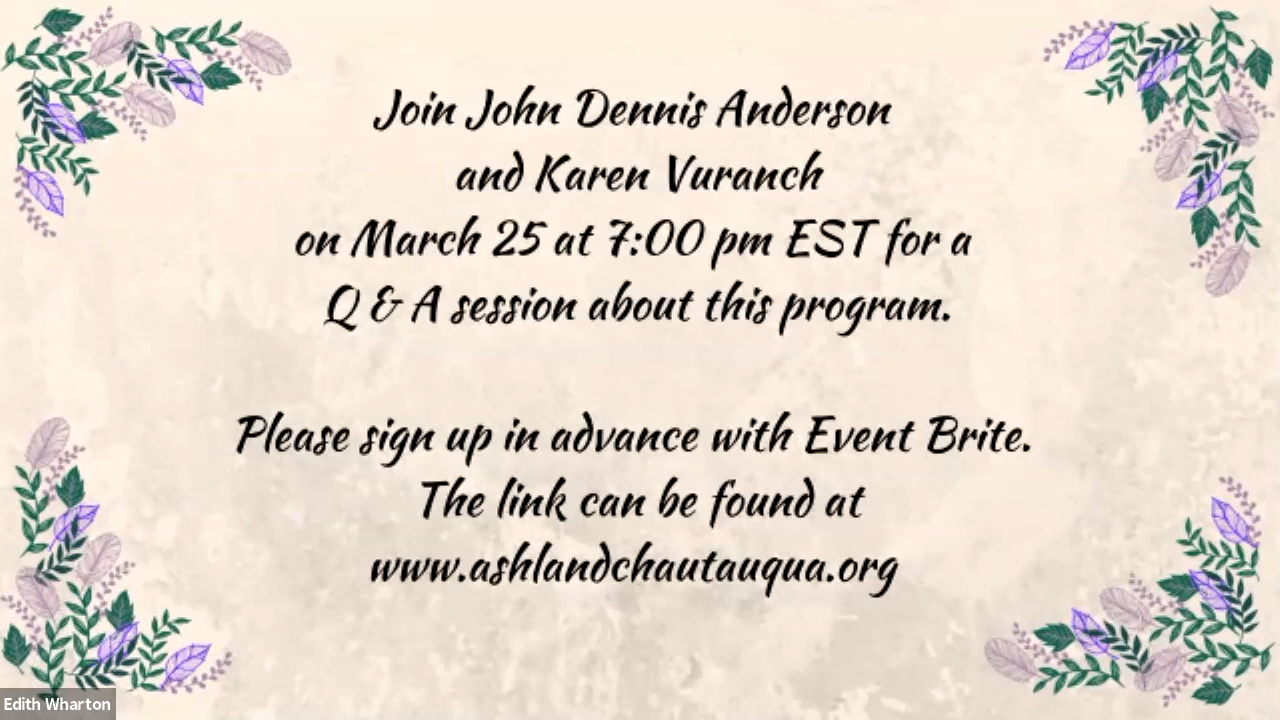 Join John Dennis Anderson
and Karen Vuranch
on March 25 at 7:00 pm EST for a
Q & A session about this program.
Please sign up in advance with Event Brite.
The link can be found at
www.ashlandchautauqua.org
Edith Wharton